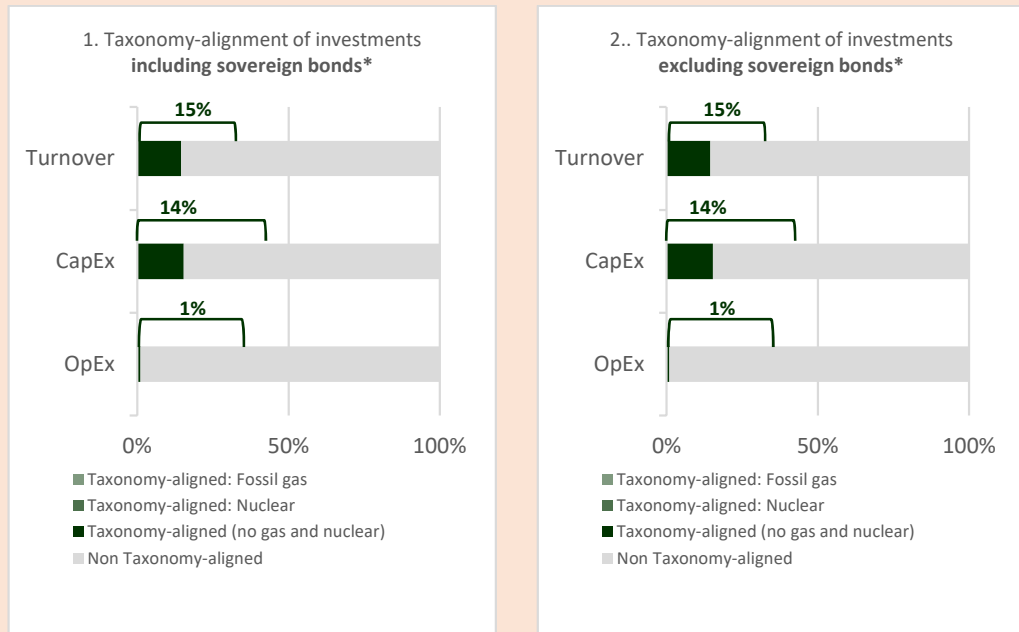 1. Taxonomy-alignment of investments
including sovereign bonds*
15%
Turnover
14%
CapEx
1%
OpEx
0% 50% 100%
Taxonomy-aligned: Fossil gas
Taxonomy-aligned: Nuclear
Taxonomy-aligned (no gas and nuclear)
Non Taxonomy-aligned
2.. Taxonomy-alignment of investments
excluding sovereign bonds*
15%
Turnover
14%
CapEx
1%
OpEx
0% 50% 100%
Taxonomy-aligned: Fossil gas
Taxonomy-aligned: Nuclear
Taxonomy-aligned (no gas and nuclear)
Non Taxonomy-aligned